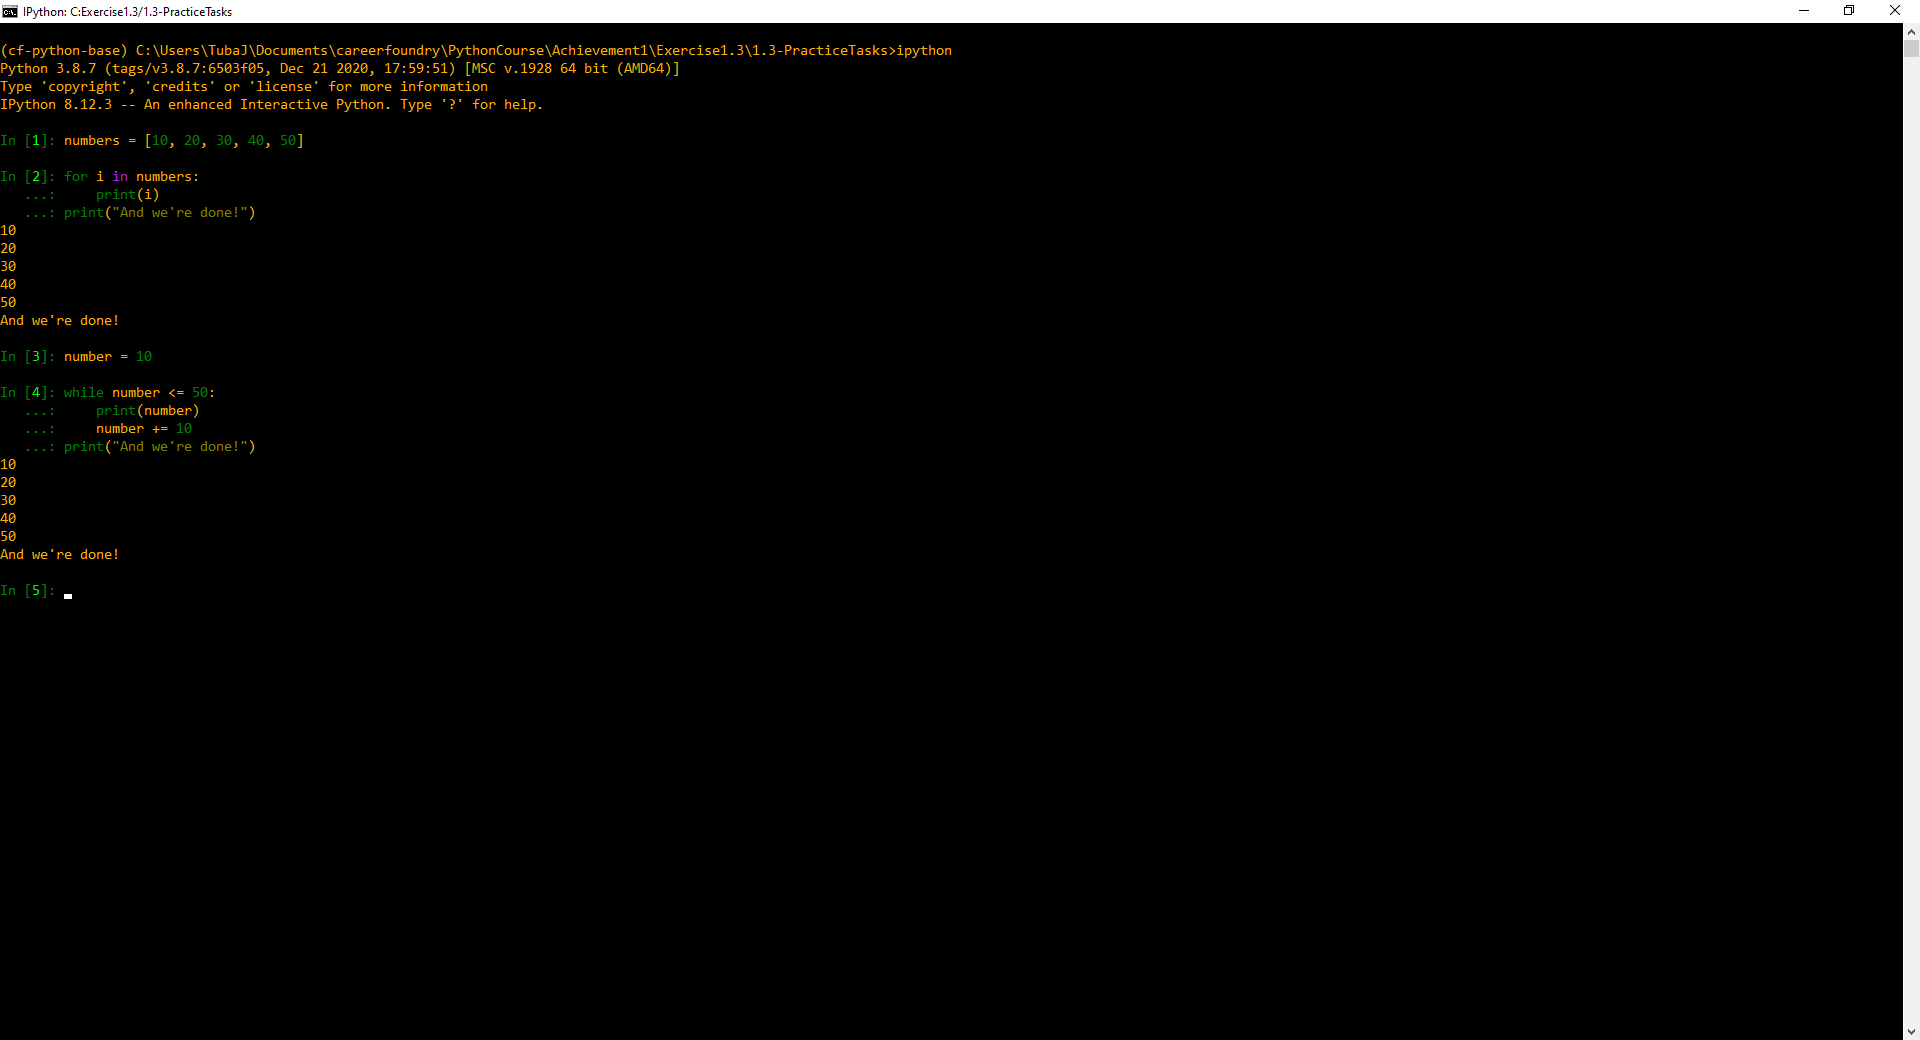 IPython: C:Exercise1.3/1.3-PracticeTasks
(cf-python-base) C:\Users\TubaJ\Documents\careerfoundry\PythonCourse\Achievement1\Exercise1.3\1.3-PracticeTasks>ipython
Python 3.8.7 (tags/v3.8.7:6503f05, Dec 21 2020, 17:59:51) [MSC v.1928 64 bit (AMD64)]
Type 'copyright', 'credits' or 'license' for more information
IPython 8.12.3 -- An enhanced Interactive Python. Type '?' for help.
In [1]: numbers = [10, 20, 30, 40, 50]
In [2]: for i in numbers:
   ...:     print(i)
   ...: print("And we're done!")
10
20
30
40
50
And we're done!
In [3]: number = 10
In [4]: while number <= 50:
   ...:     print(number)
   ...:     number += 10
   ...: print("And we're done!")
10
20
30
40
50
And we're done!
In [5]: